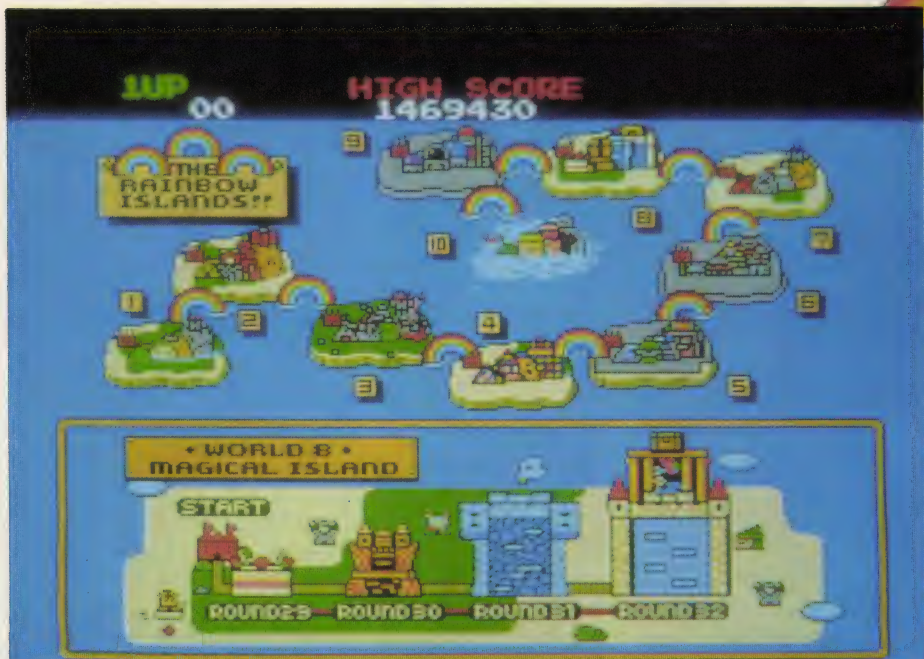 1UP HIGH SCORE
00 1469430
THE
RAINBOW
ISLANDS!!
9
10
8
7
6
1
2
3
4
5
• WORLD 8 •
MAGICAL ISLAND
START
ROUND29 ROUND30 ROUND31 ROUND32